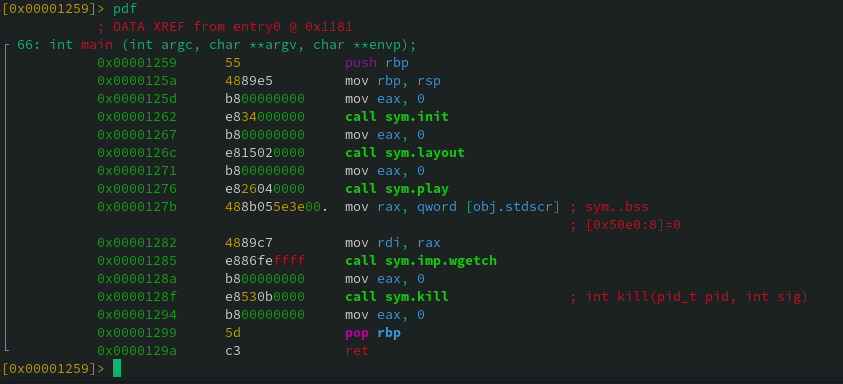 [0x00001259]> pdf
; DATA XREF from entry0 @ 0x1181
66: int main (int argc, char **argv, char **envp);
0x00001259 55 push rbp
0x0000125a 4889e5 mov rbp, rsp
0x0000125d b800000000 mov eax, 0
0x00001262 e834000000 call sym.init
0x00001267 b800000000 mov eax, 0
0x0000126c e815020000 call sym.layout
0x00001271 b800000000 mov eax, 0
0x00001276 e826040000 call sym.play
0x0000127b 488b055e3e00. mov rax, qword [obj.stdscr] ; sym..bss
; [0x50e0:8]=0
0x00001282 4889c7 mov rdi, rax
0x00001285 e886feffff call sym.imp.wgetch
0x0000128a b800000000 mov eax, 0
0x0000128f e8530b0000 call sym.kill ; int kill(pid_t pid, int sig)
0x00001294 b800000000 mov eax, 0
0x00001299 5d pop rbp
0x0000129a c3 ret
[0x00001259]>